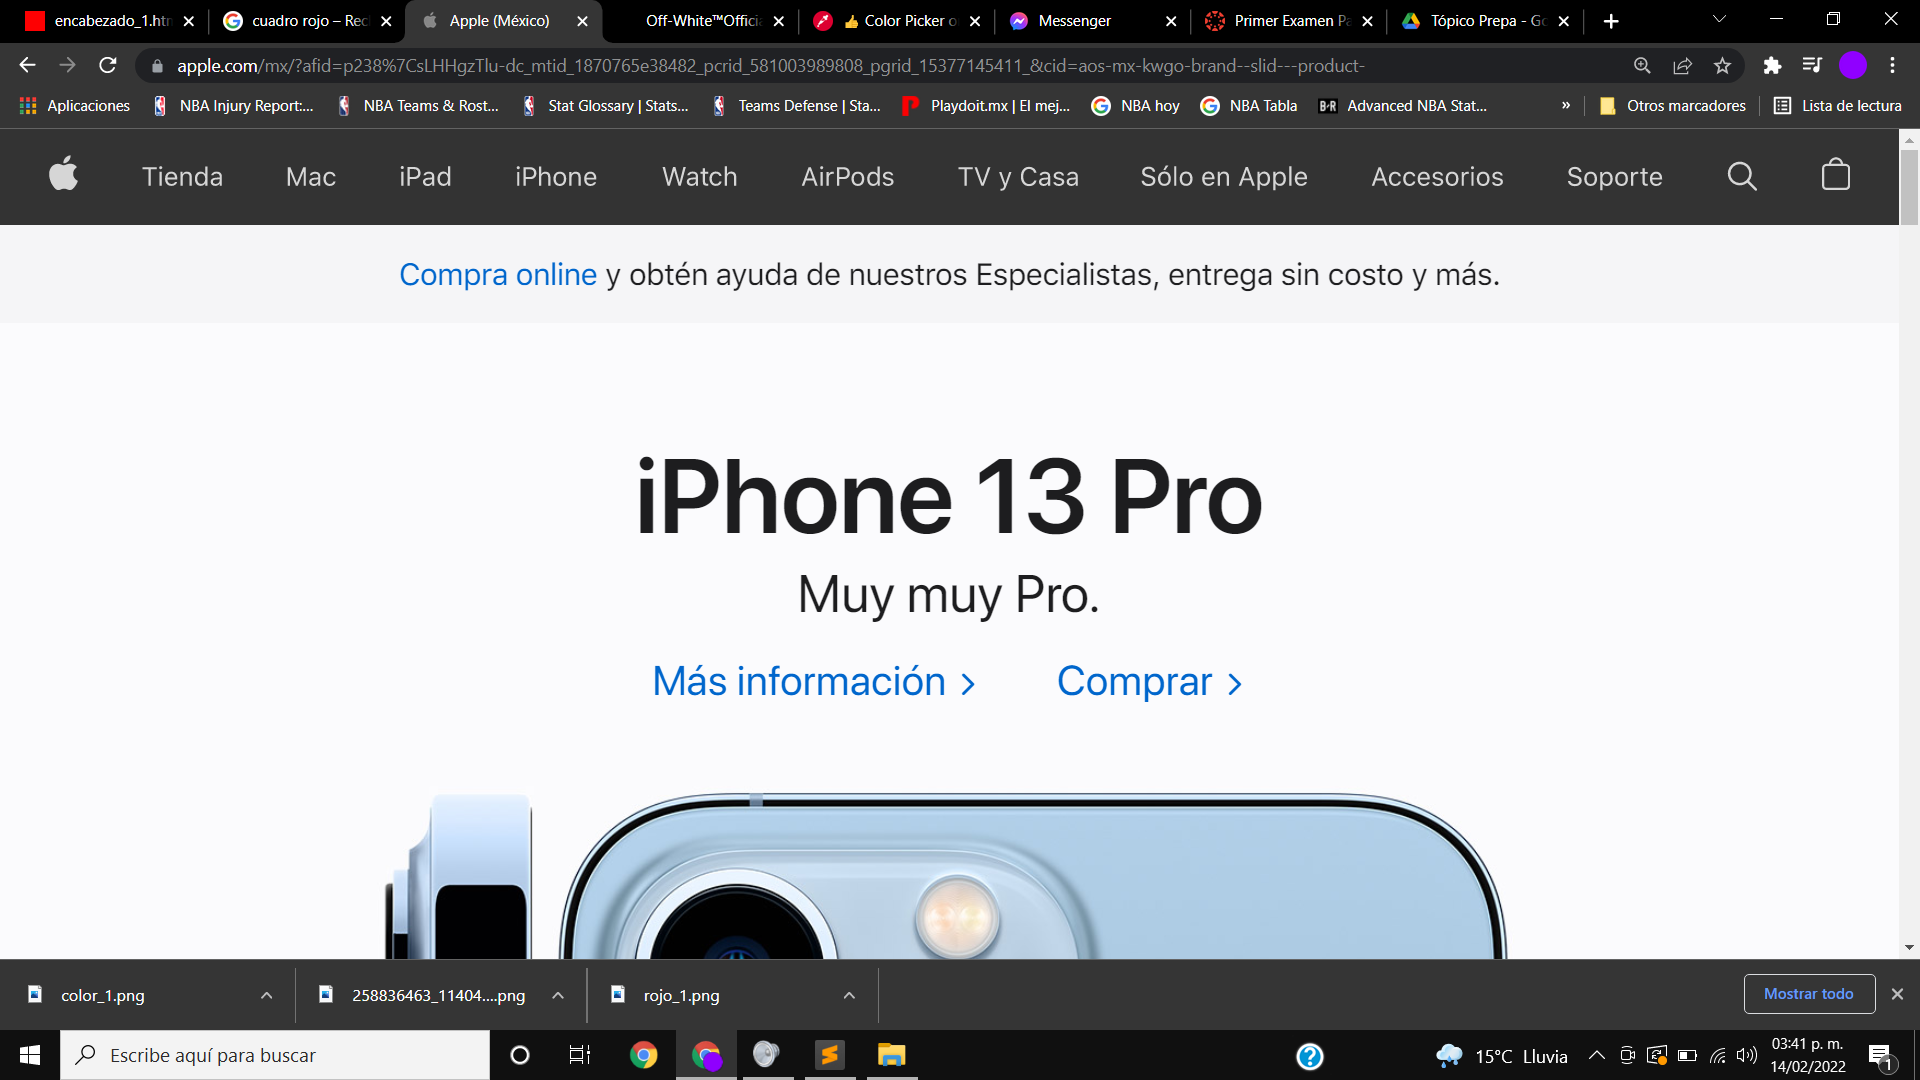 encabezado_1.htm
cuadro rojo – Rec
Apple (México)
Off-White™Officia
Color Picker o
Messenger
Primer Examen Pa
Tópico Prepa - Go
apple.com/mx/?afid=p238%7CsLHHgzTlu-dc_mtid_1870765e38482_pcrid_581003989808_pgrid_15377145411_&cid=aos-mx-kwgo-brand--slid---product-
Aplicaciones
NBA Injury Report:...
NBA Teams & Rost...
Stat Glossary | Stats...
Teams Defense | Sta...
Playdoit.mx | El mej...
NBA hoy
NBA Tabla
B/R
Advanced NBA Stat...
»
Otros marcadores
Lista de lectura
Tienda
Mac
iPad
iPhone
Watch
AirPods
TV y Casa
Sólo en Apple
Accesorios
Soporte
Compra online y obtén ayuda de nuestros Especialistas, entrega sin costo y más.
iPhone 13 Pro
Muy muy Pro.
Más información >
Comprar >
color_1.png
258836463_11404....png
rojo_1.png
Mostrar todo
Escribe aquí para buscar
15°C Lluvia
03:41 p. m.
14/02/2022
1